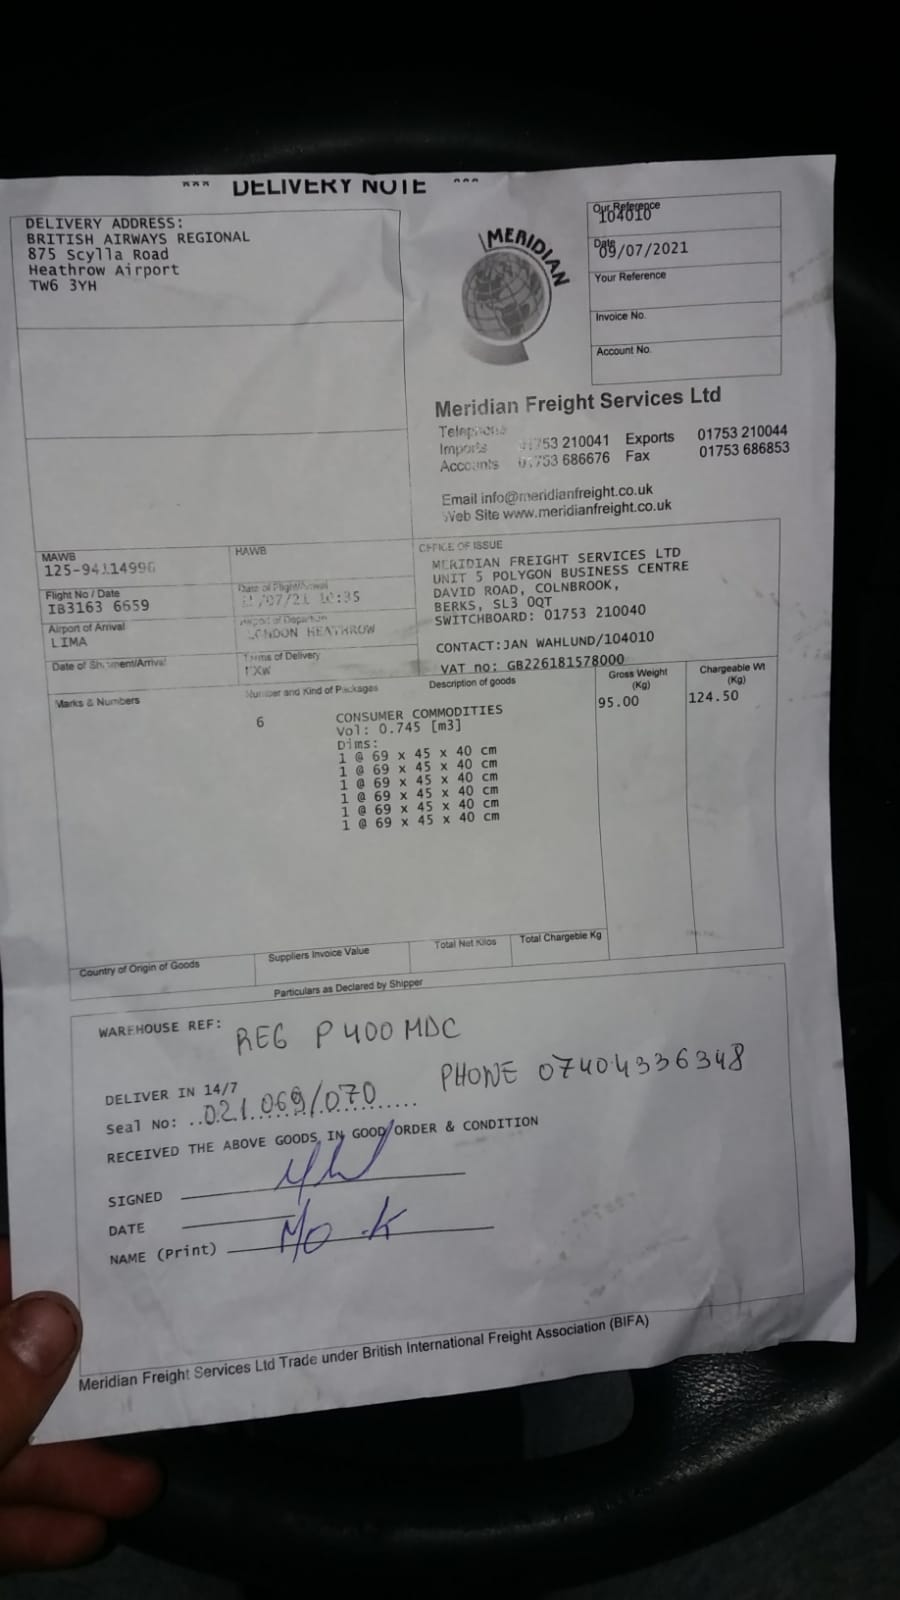 *** DELIVERY NOTE ***
DELIVERY ADDRESS:
BRITISH AIRWAYS REGIONAL
875 Scylla Road
Heathrow Airport
TW6 3YH
MERIDIAN
Our Reference
104010
Date
09/07/2021
Your Reference
Invoice No.
Account No.
Meridian Freight Services Ltd
Telephone
Imports 01753 210041 Exports 01753 210044
Accounts 01753 686676 Fax 01753 686853
Email info@meridianfreight.co.uk
Web Site www.meridianfreight.co.uk
MAWB
125-94114996
HAWB
Flight No / Date
IB3163 6659
Date of Flight/Arrival
/07/21 10:35
Airport of Arrival
LIMA
Airport of Departure
LONDON HEATHROW
Date of Shipment/Arrival
Terms of Delivery
EXW
OFFICE OF ISSUE
MERIDIAN FREIGHT SERVICES LTD
UNIT 5 POLYGON BUSINESS CENTRE
DAVID ROAD, COLNBROOK,
BERKS, SL3 0QT
SWITCHBOARD: 01753 210040
CONTACT:JAN WAHLUND/104010
VAT no: GB226181578000
Marks & Numbers
Number and Kind of Packages
Description of goods
Gross Weight (Kg)
Chargeable Wt (Kg)
6
CONSUMER COMMODITIES
95.00
124.50
Vol: 0.745 [m3]
Dims:
1 @ 69 x 45 x 40 cm
1 @ 69 x 45 x 40 cm
1 @ 69 x 45 x 40 cm
1 @ 69 x 45 x 40 cm
1 @ 69 x 45 x 40 cm
1 @ 69 x 45 x 40 cm
Country of Origin of Goods
Suppliers Invoice Value
Total Net Kilos
Total Chargeble Kg
Particulars as Declared by Shipper
WAREHOUSE REF:
REG P400MDC
DELIVER IN 14/7
PHONE 07404336348
Seal No: ..021.069/070......
RECEIVED THE ABOVE GOODS IN GOOD ORDER & CONDITION
SIGNED
DATE
NAME (Print) Mo .K
Meridian Freight Services Ltd Trade under British International Freight Association (BIFA)